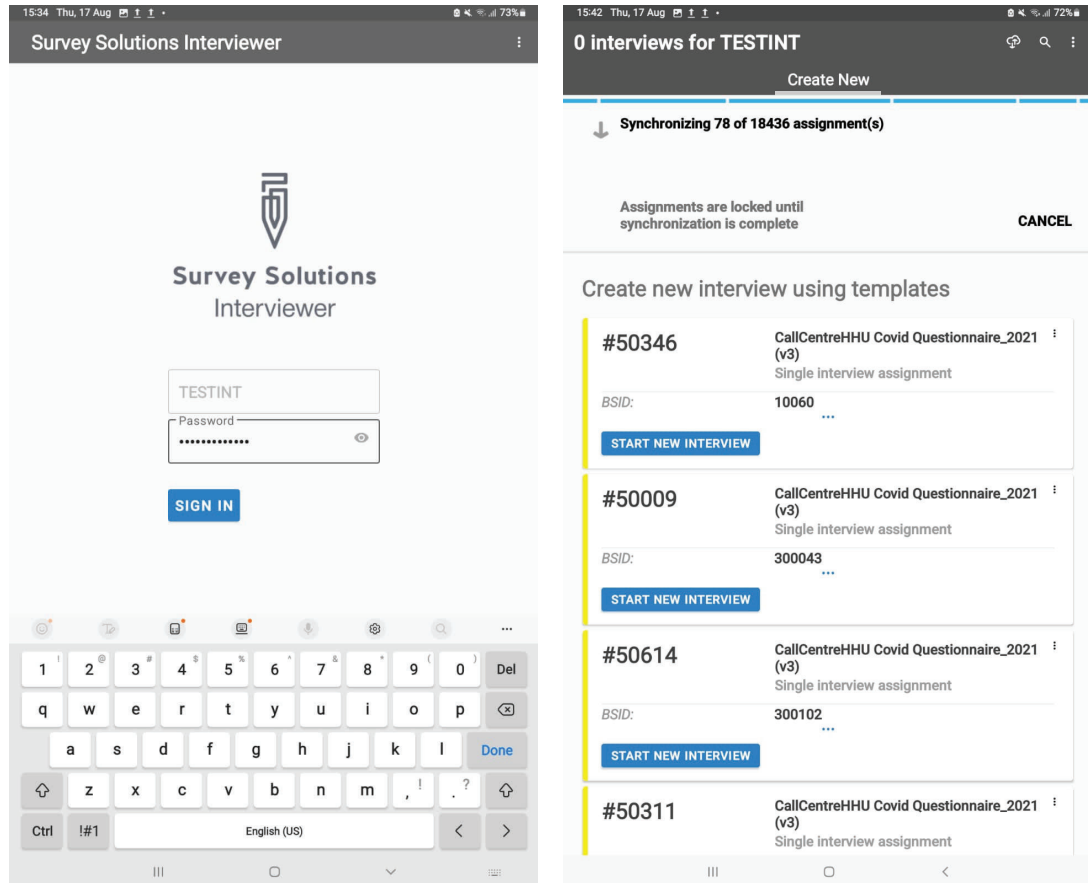 15:34 Thu, 17 Aug
73%
Survey Solutions Interviewer
Survey Solutions
Interviewer
TESTINT
Password
•••••••••••••
SIGN IN
1 ! 2 @ 3 # 4 $ 5 % 6 ^ 7 & 8 * 9 ( 0 ) Del
q w e r t y u i o p
a s d f g h j k l Done
z x c v b n m , ! . ?
Ctrl !#1 English (US) < >
15:42 Thu, 17 Aug
72%
0 interviews for TESTINT
Create New
Synchronizing 78 of 18436 assignment(s)
Assignments are locked until
synchronization is complete
CANCEL
Create new interview using templates
#50346
CallCentreHHU Covid Questionnaire_2021
(v3)
Single interview assignment
BSID: 10060
...
START NEW INTERVIEW
#50009
CallCentreHHU Covid Questionnaire_2021
(v3)
Single interview assignment
BSID: 300043
...
START NEW INTERVIEW
#50614
CallCentreHHU Covid Questionnaire_2021
(v3)
Single interview assignment
BSID: 300102
...
START NEW INTERVIEW
#50311
CallCentreHHU Covid Questionnaire_2021
(v3)
Single interview assignment